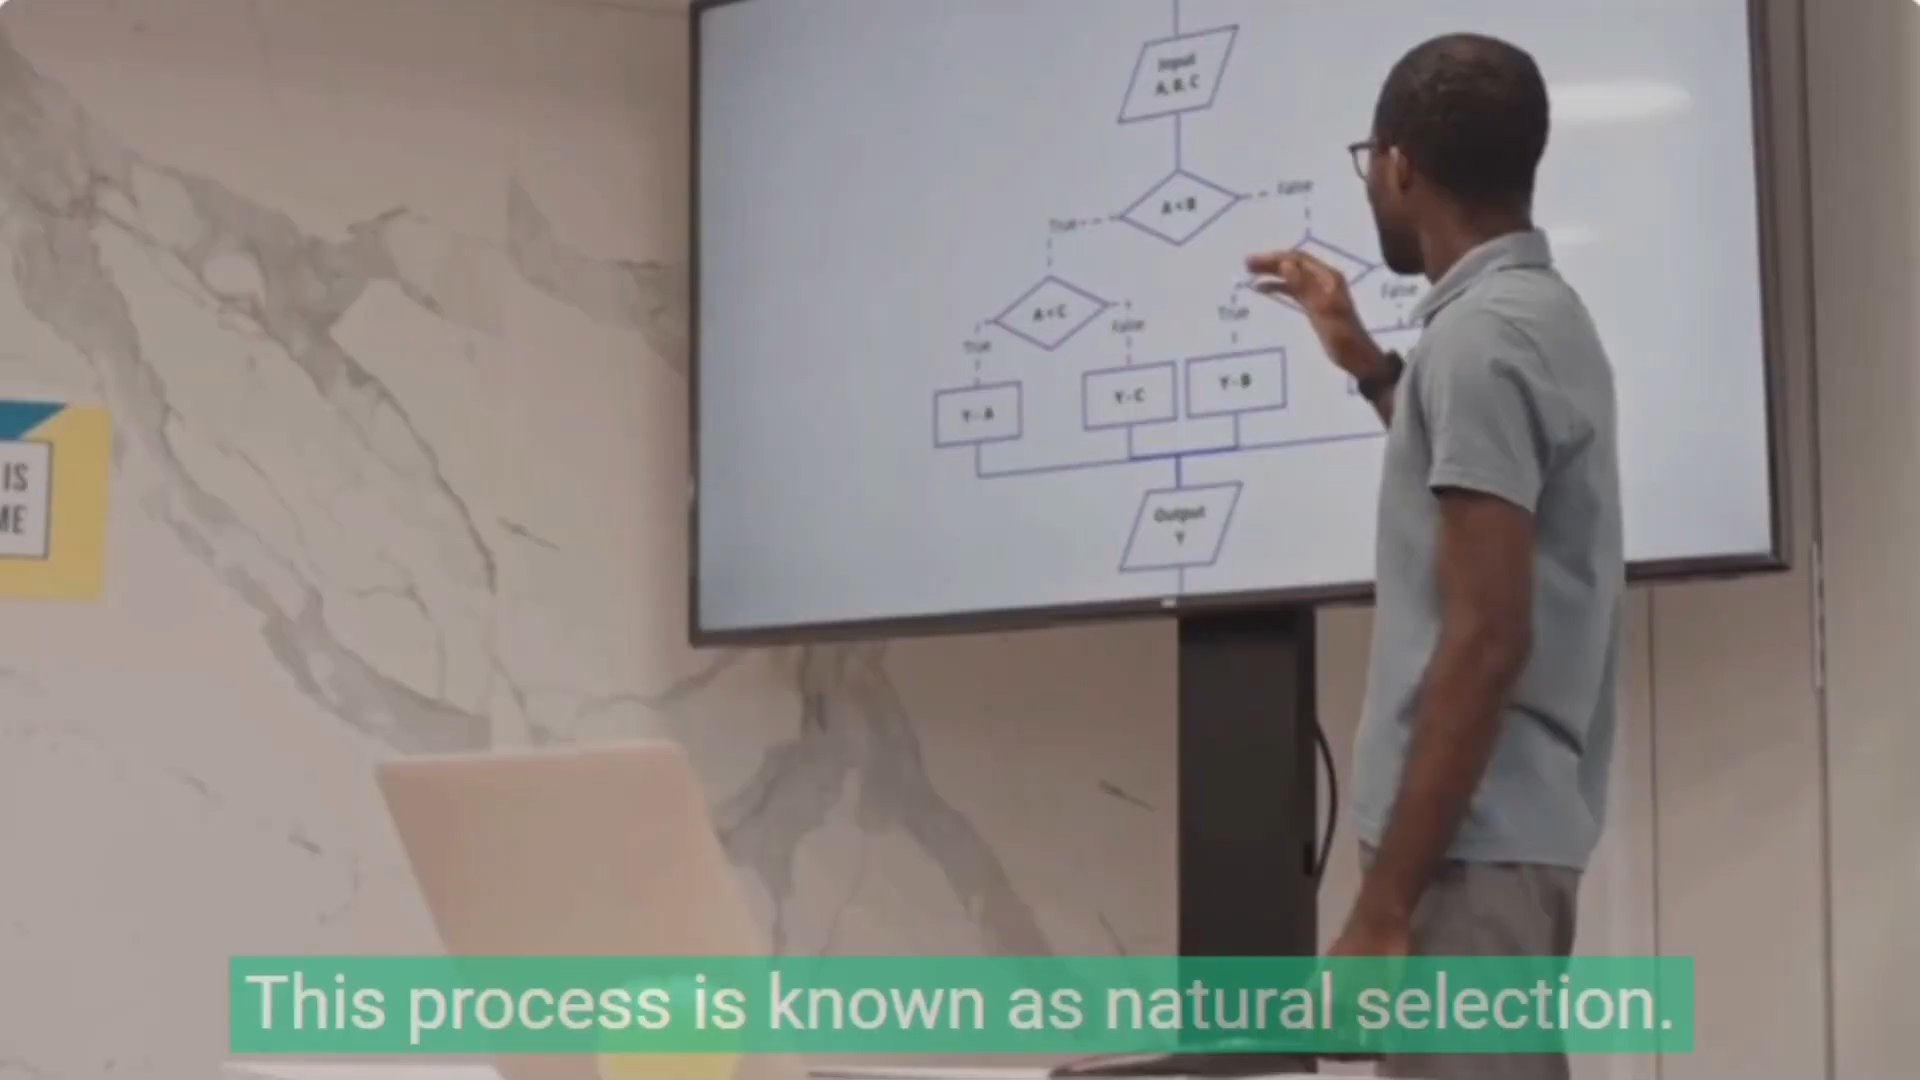 Input
A, B, C
A < B
False
True
A < C
False
True
False
True
Y - A
Y - C
Y - B
Output
Y
IS
ME
This process is known as natural selection.